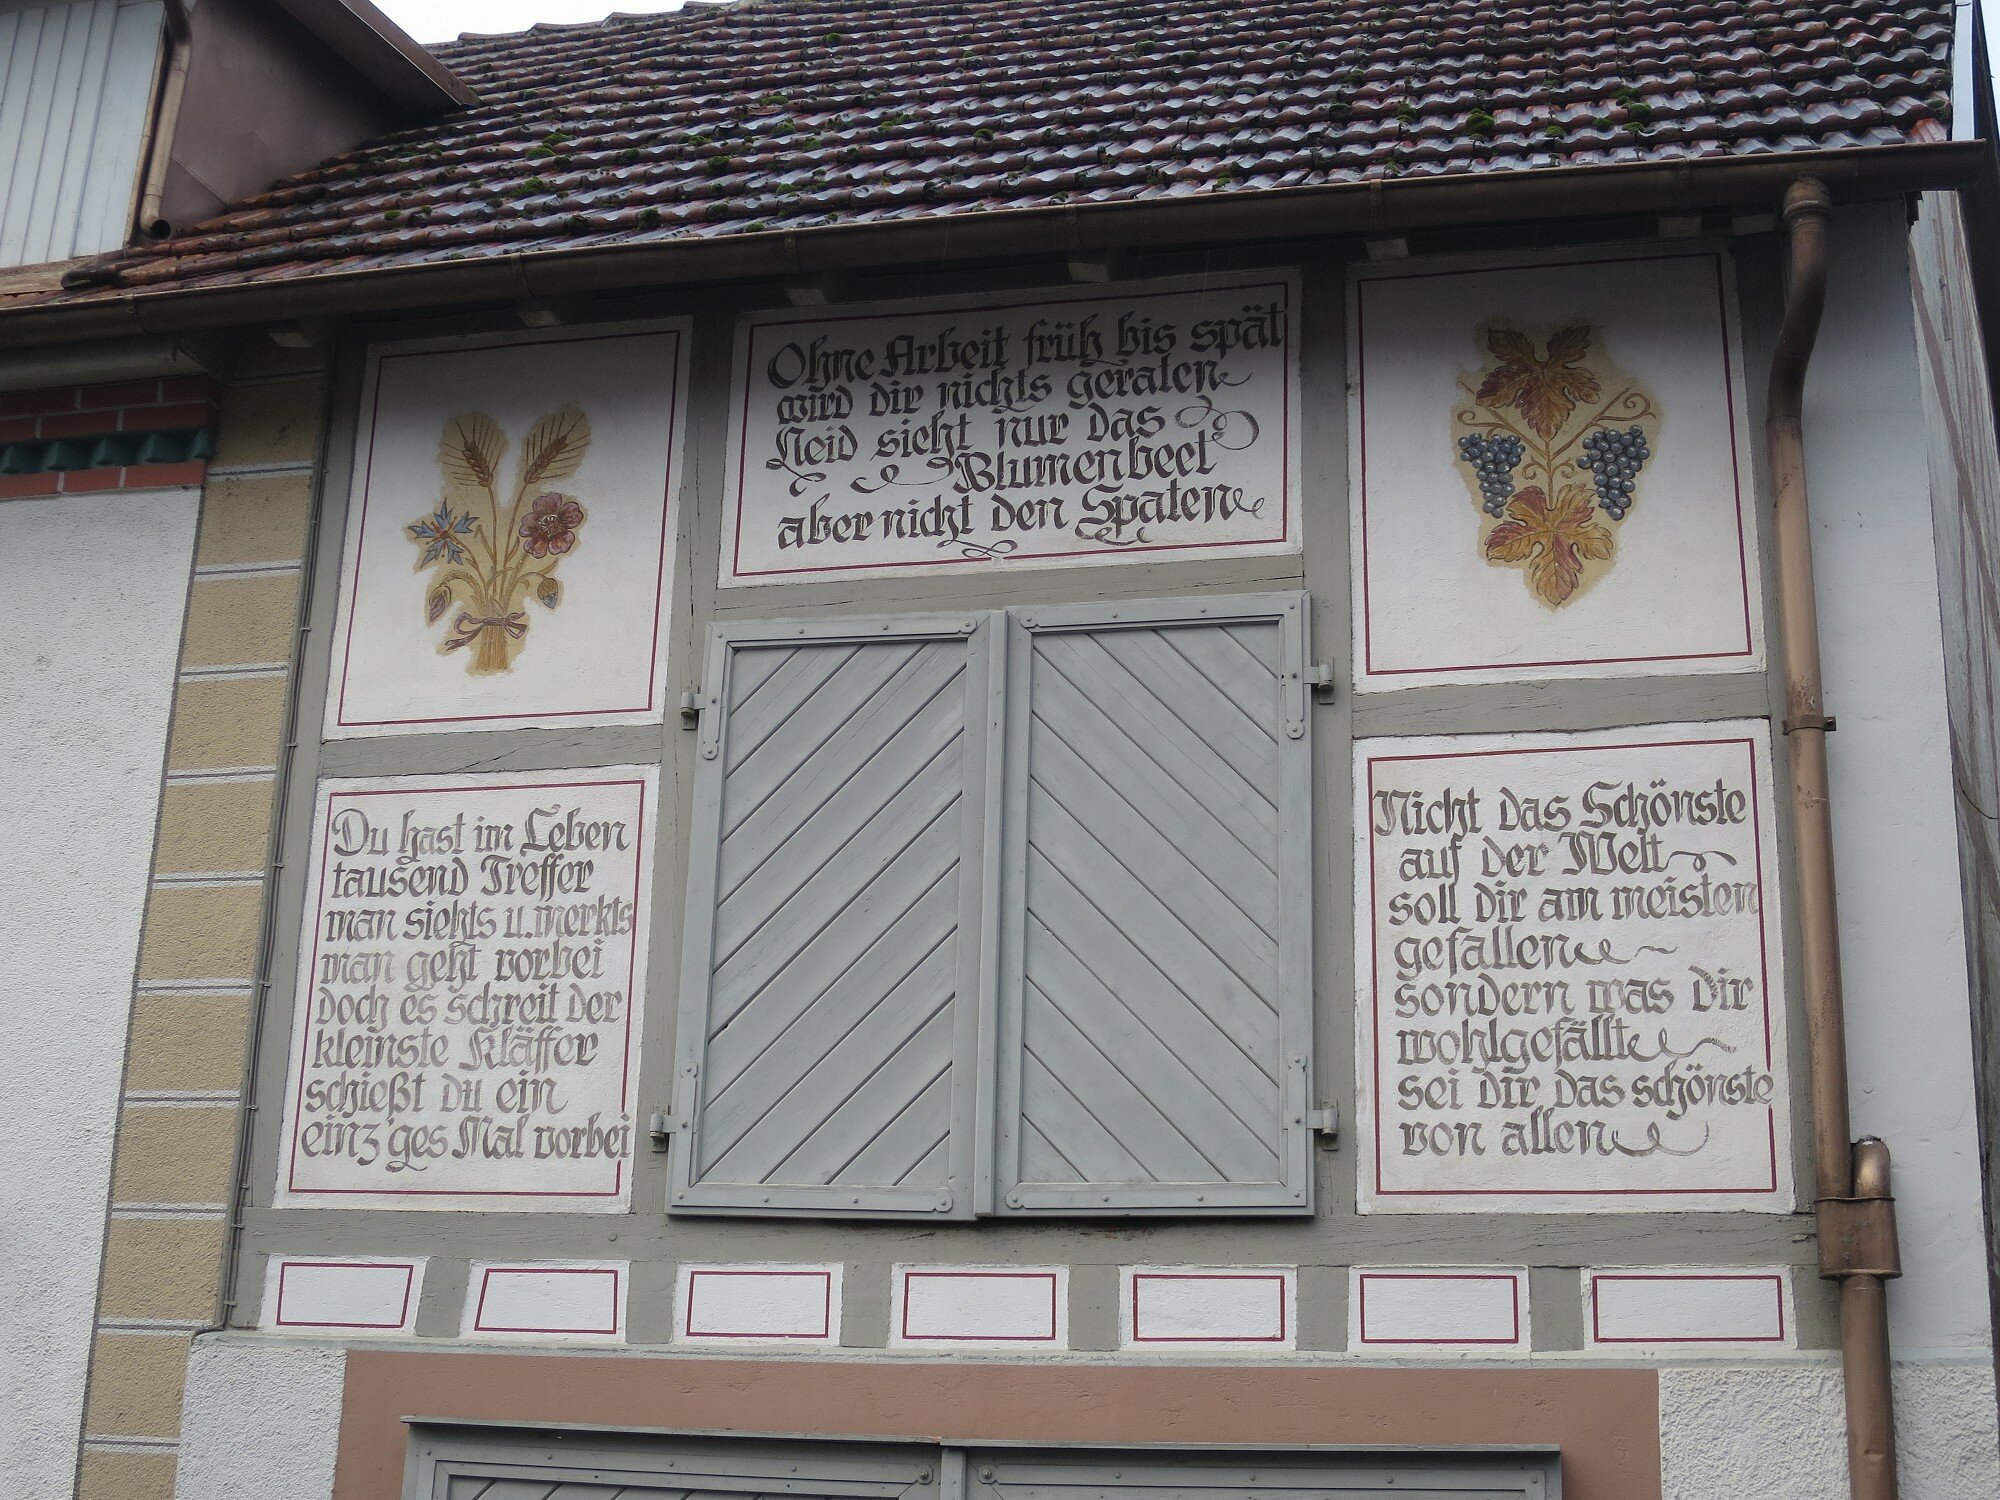 Ohne Arbeit früh bis spät
wird dir nichts geraten
Neid sieht nur das
Blumenbeet
aber nicht den Spaten
Du hast im Leben
tausend Treffer
man siehts u. merkts
man geht vorbei
doch es schreit der
kleinste Kläffer
schießt du ein
einz'ges Mal vorbei
Nicht das Schönste
auf der Welt
soll dir am meisten
gefallen
sondern was dir
wohlgefällt
sei dir das schönste
von allen